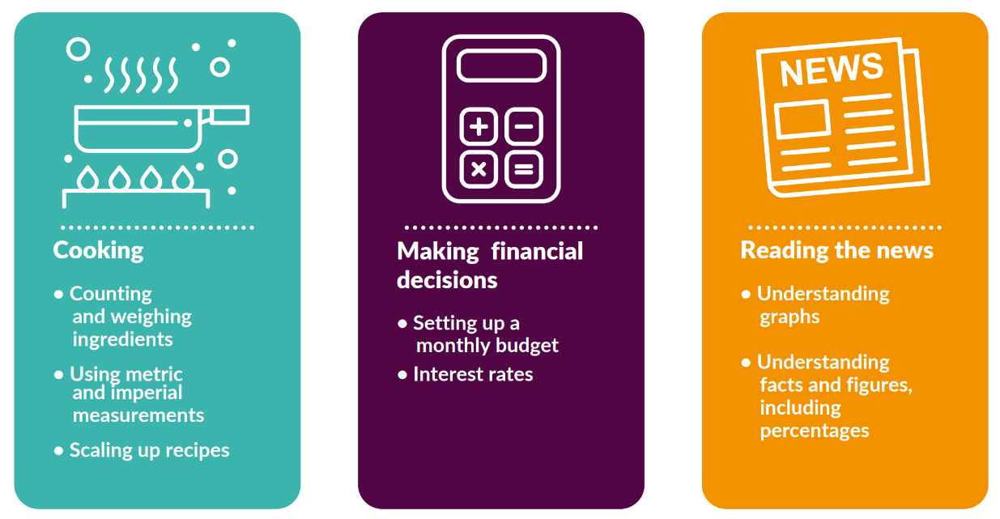 Cooking
● Counting
and weighing
ingredients
● Using metric
and imperial
measurements
● Scaling up recipes
+ −
× =
Making financial
decisions
● Setting up a
monthly budget
● Interest rates
NEWS
Reading the news
● Understanding
graphs
● Understanding
facts and figures,
including
percentages